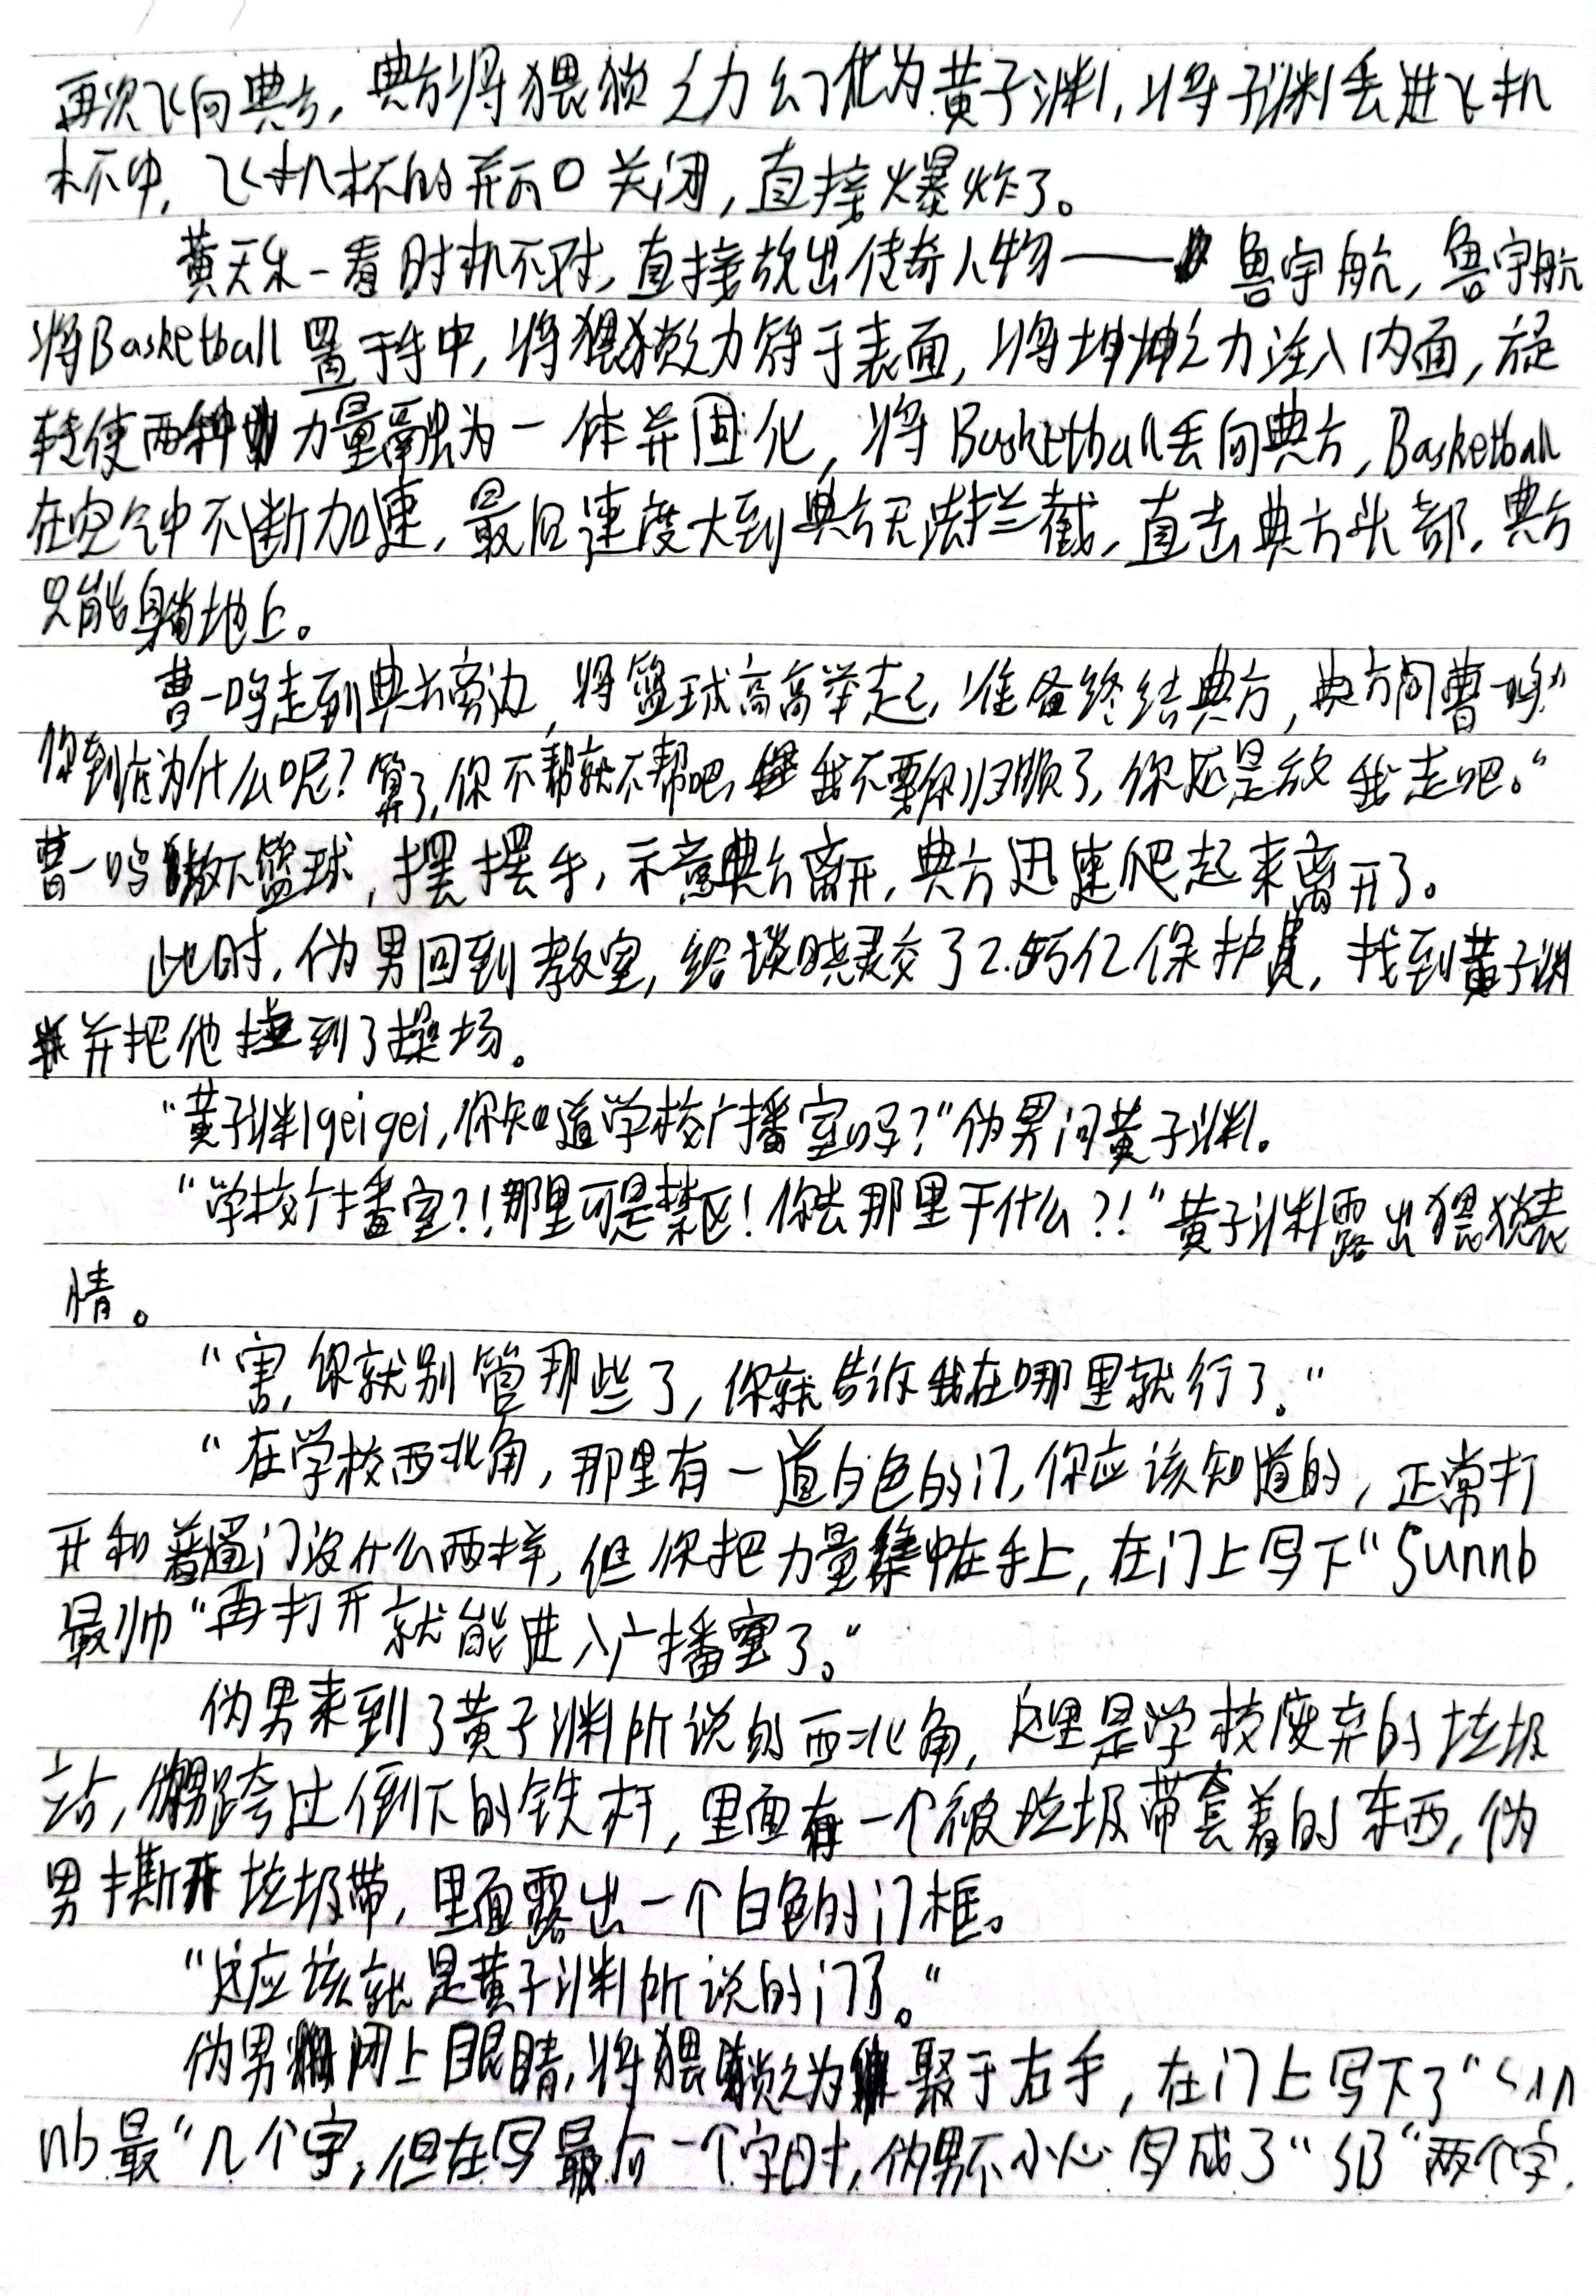 再次飞向典方，典方将猥琐之力幻化为黄子渊，将子渊丢进飞机
杯中，飞机杯的开口关闭，直接爆炸了。
黄天乐一看时机不对，直接放出传奇人物——鲁宇航，鲁宇航
将Basketball置于手中，将猥琐之力符于表面，将坤坤之力注入内面，旋
转使两种力量融为一体并固化，将Basketball丢向典方，Basketball
在空气中不断加速，最后速度大到典方无法拦截，直击典方头部，典方
只能躺地上。
曹一鸣走到典方旁边，将篮球高高举起，准备终结典方，典方问曹一鸣“
你到底为什么呢？算了，你不帮就不帮吧，我不要你归顺了，你还是放我走吧。“
曹一鸣放下篮球，摆摆手，示意典方离开，典方迅速爬起来离开了。
此时，伪男回到教室，给谈晓灵交了2.5亿保护费，找到黄子渊
并把他拉到了操场。
“黄子渊geigei，你知道学校广播室吗？”伪男问黄子渊。
“学校广播室？！那里可是禁区！你去那里干什么？！“黄子渊露出猥琐表
情。
“害，你就别管那些了，你就告诉我在哪里就行了。“
“在学校西北角，那里有一道白色的门，你应该知道的，正常打
开和普通门没什么两样，但你把力量集中在手上，在门上写下“Sunnb
最帅“再打开就能进入广播室了。“
伪男来到了黄子渊所说的西北角，这里是学校废弃的垃圾
站，伪男跨过倒下的铁杆，里面有一个被垃圾带套着的东西，伪
男撕开垃圾带，里面露出一个白色的门框。
“这应该就是黄子渊所说的门了。“
伪男闭上眼睛，将猥琐之力聚于右手，在门上写下了“Sun
nb最“几个字，但在写最后一个字时，伪男不小心写成了“SB“两个字，